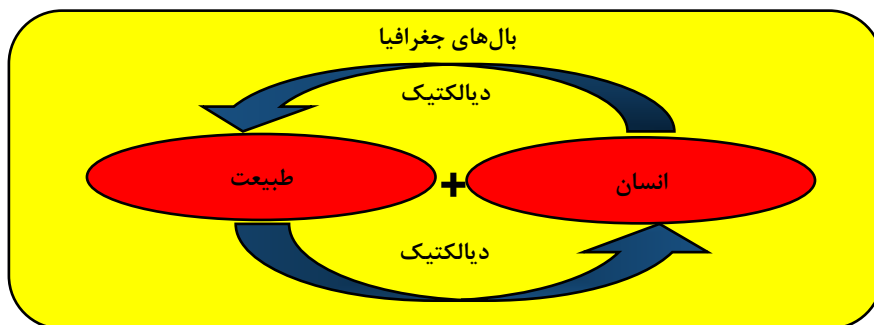 بال‌های جغرافیا
دیالکتیک
انسان + طبیعت
دیالکتیک